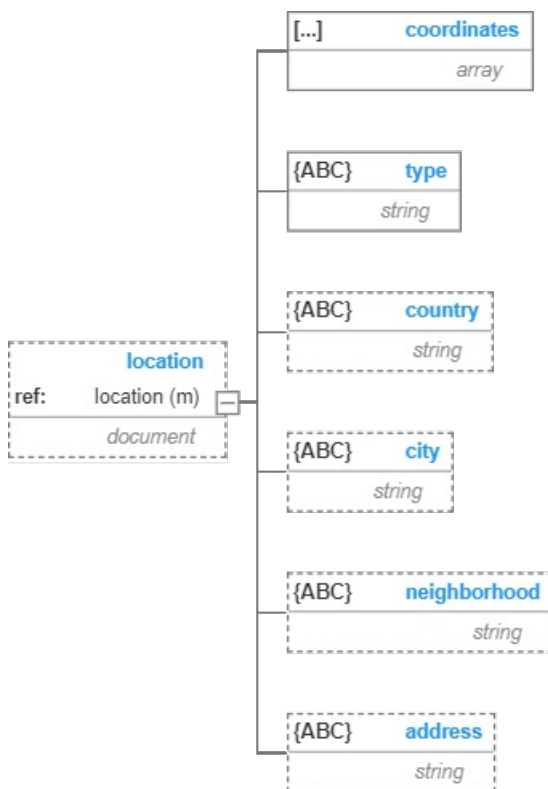 [...] coordinates
array
{ABC} type
string
{ABC} country
string
location
ref: location (m)
document
{ABC} city
string
{ABC} neighborhood
string
{ABC} address
string